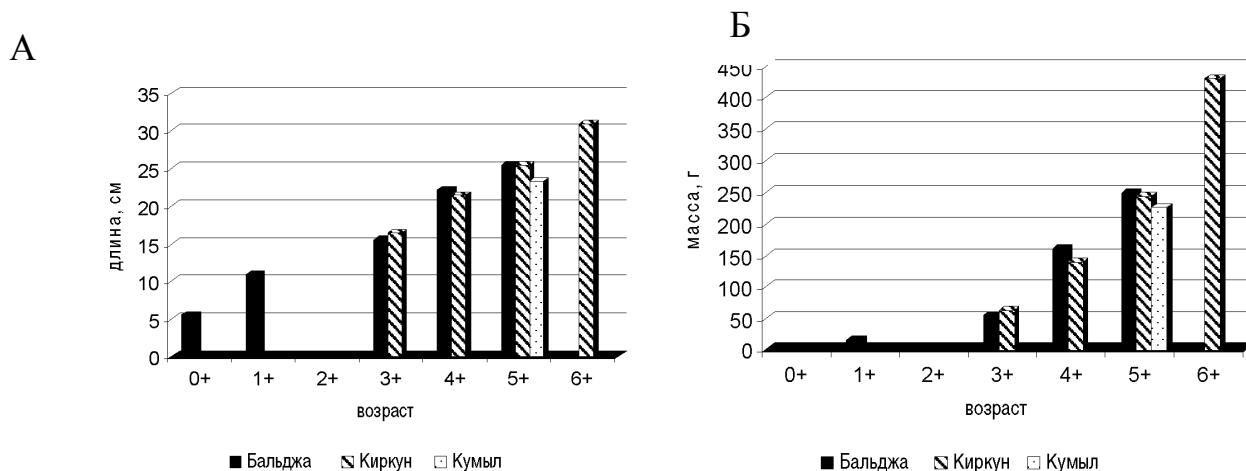 А
длина, см
35
30
25
20
15
10
5
0
0+ 1+ 2+ 3+ 4+ 5+ 6+
возраст
Бальджа Киркун Кумыл
Б
масса, г
450
400
350
300
250
200
150
100
50
0
0+ 1+ 2+ 3+ 4+ 5+ 6+
возраст
Бальджа Киркун Кумыл